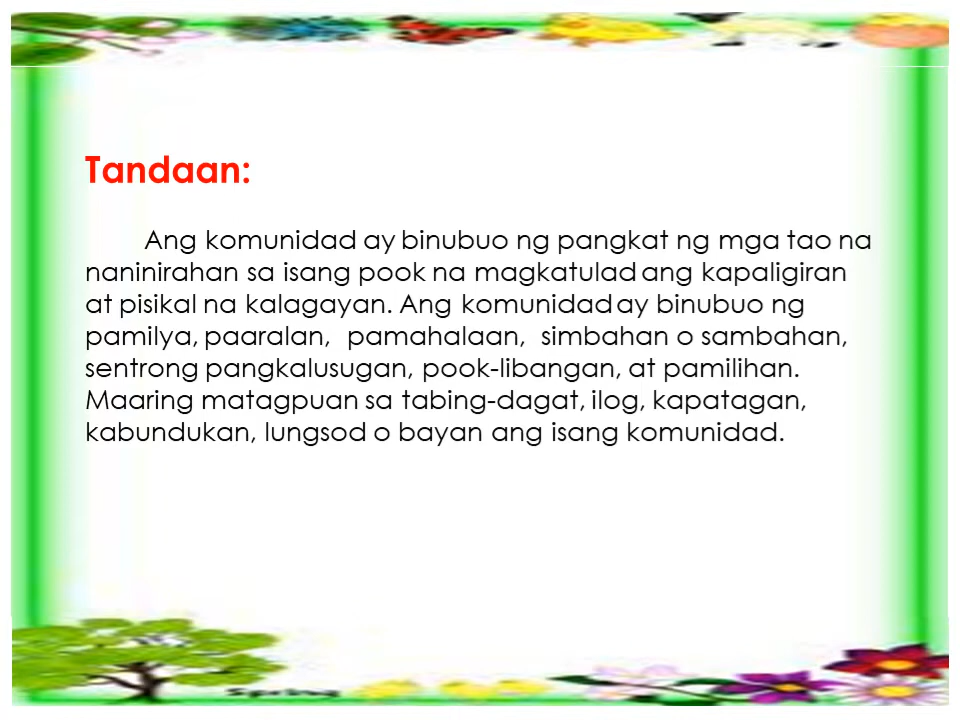 Tandaan:
Ang komunidad ay binubuo ng pangkat ng mga tao na
naninirahan sa isang pook na magkatulad ang kapaligiran
at pisikal na kalagayan. Ang komunidad ay binubuo ng
pamilya, paaralan, pamahalaan, simbahan o sambahan,
sentrong pangkalusugan, pook-libangan, at pamilihan.
Maaring matagpuan sa tabing-dagat, ilog, kapatagan,
kabundukan, lungsod o bayan ang isang komunidad.
Spring